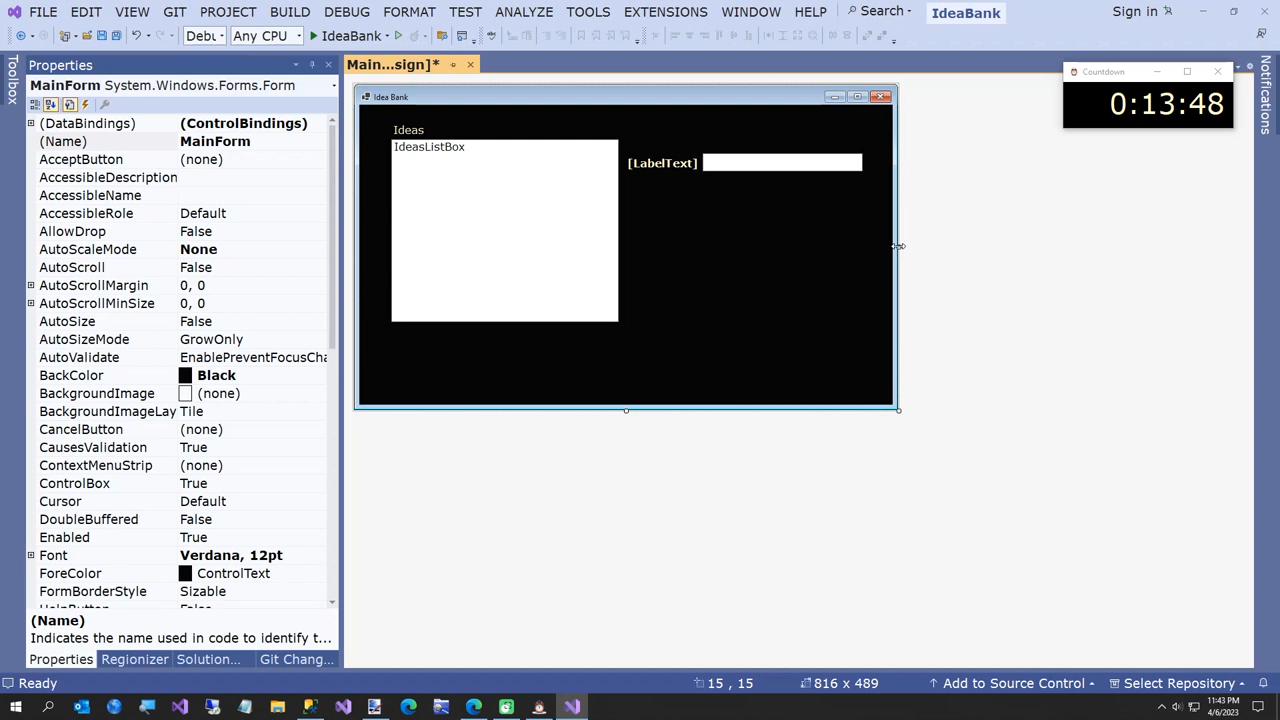 FILE EDIT VIEW GIT PROJECT BUILD DEBUG FORMAT TEST ANALYZE TOOLS EXTENSIONS WINDOW HELP Search IdeaBank Sign in
Debu Any CPU IdeaBank
Toolbox
Properties
MainForm System.Windows.Forms.Form
(DataBindings) (ControlBindings)
(Name) MainForm
AcceptButton (none)
AccessibleDescription
AccessibleName
AccessibleRole Default
AllowDrop False
AutoScaleMode None
AutoScroll False
AutoScrollMargin 0, 0
AutoScrollMinSize 0, 0
AutoSize False
AutoSizeMode GrowOnly
AutoValidate EnablePreventFocusCha
BackColor Black
BackgroundImage (none)
BackgroundImageLay Tile
CancelButton (none)
CausesValidation True
ContextMenuStrip (none)
ControlBox True
Cursor Default
DoubleBuffered False
Enabled True
Font Verdana, 12pt
ForeColor ControlText
FormBorderStyle Sizable
HelpButton False
(Name)
Indicates the name used in code to identify t...
Properties Regionizer Solution... Git Chang...
Main...sign]*
Idea Bank
Ideas
IdeasListBox
[LabelText]
Countdown
0:13:48
Notifications
Ready 15 , 15 816 x 489 Add to Source Control Select Repository
11:43 PM
4/6/2023